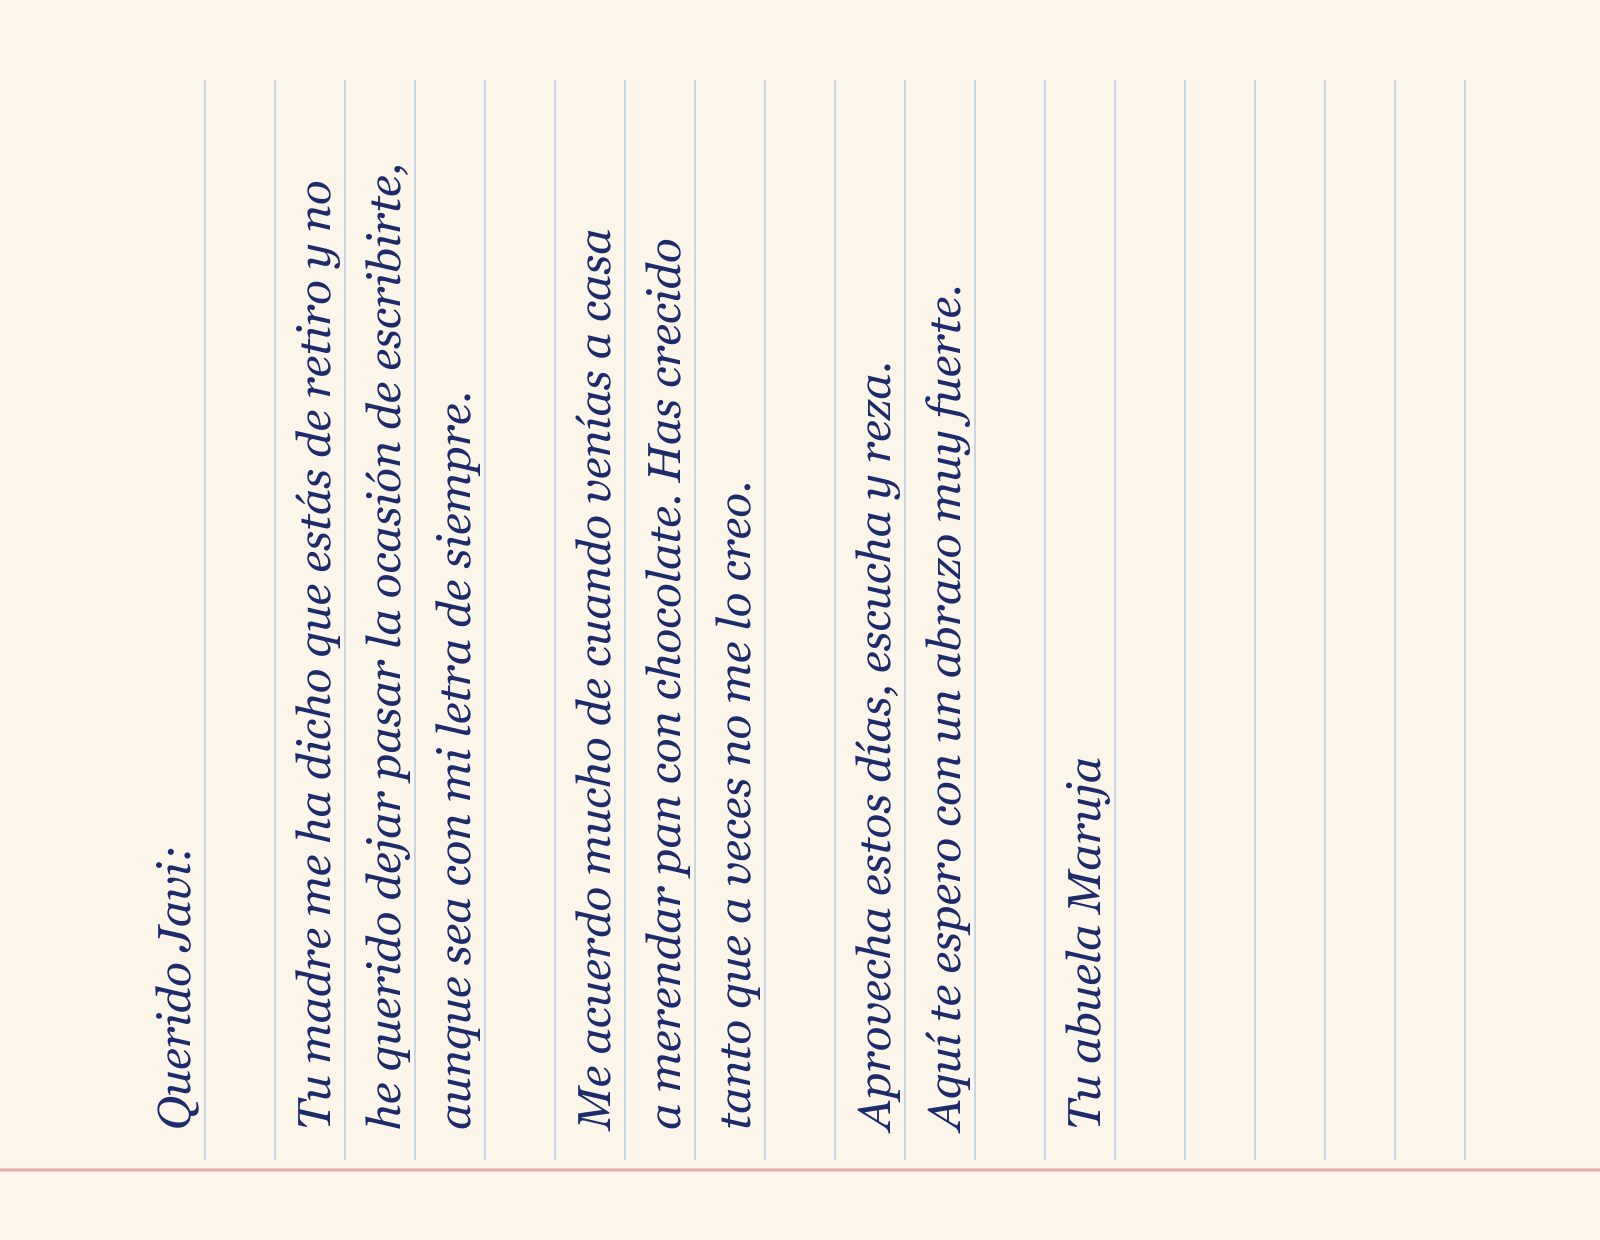 Querido Javi:
Tu madre me ha dicho que estás de retiro y no
he querido dejar pasar la ocasión de escribirte,
aunque sea con mi letra de siempre.
Me acuerdo mucho de cuando venías a casa
a merendar pan con chocolate. Has crecido
tanto que a veces no me lo creo.
Aprovecha estos días, escucha y reza.
Aquí te espero con un abrazo muy fuerte.
Tu abuela Maruja